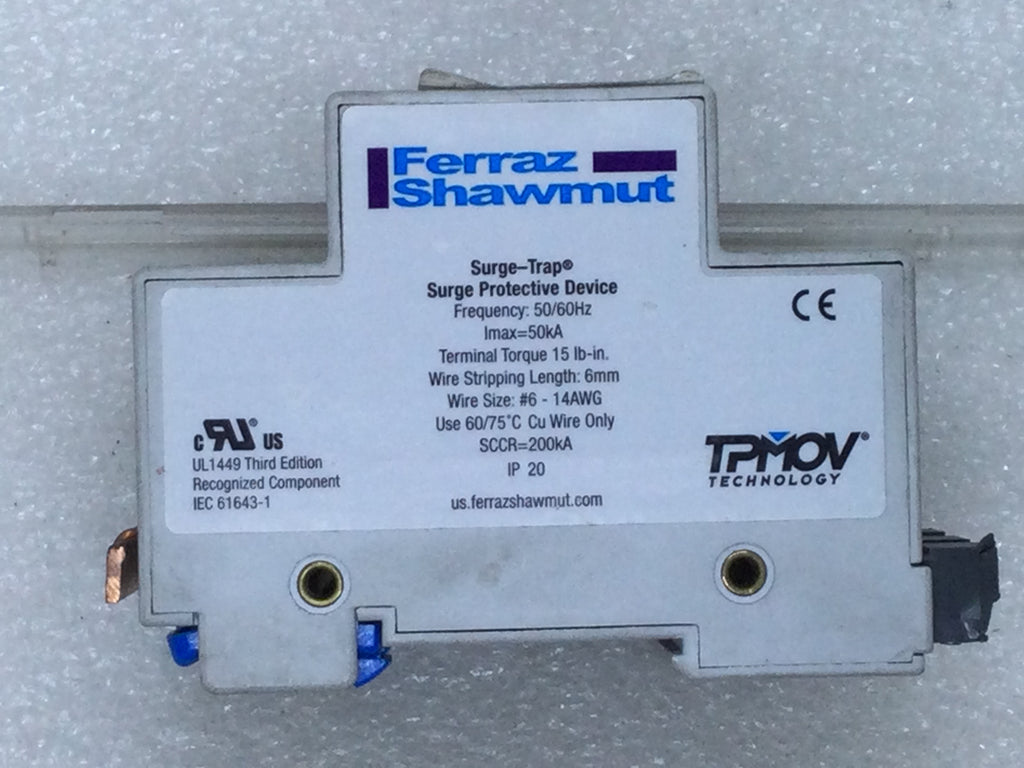 Ferraz
Shawmut
Surge-Trap®
Surge Protective Device
Frequency: 50/60Hz
Imax=50kA
Terminal Torque 15 lb-in.
Wire Stripping Length: 6mm
Wire Size: #6 - 14AWG
Use 60/75°C Cu Wire Only
SCCR=200kA
IP 20
us.ferrazshawmut.com
CE
c RU® US
UL1449 Third Edition
Recognized Component
IEC 61643-1
TPMOV®
TECHNOLOGY